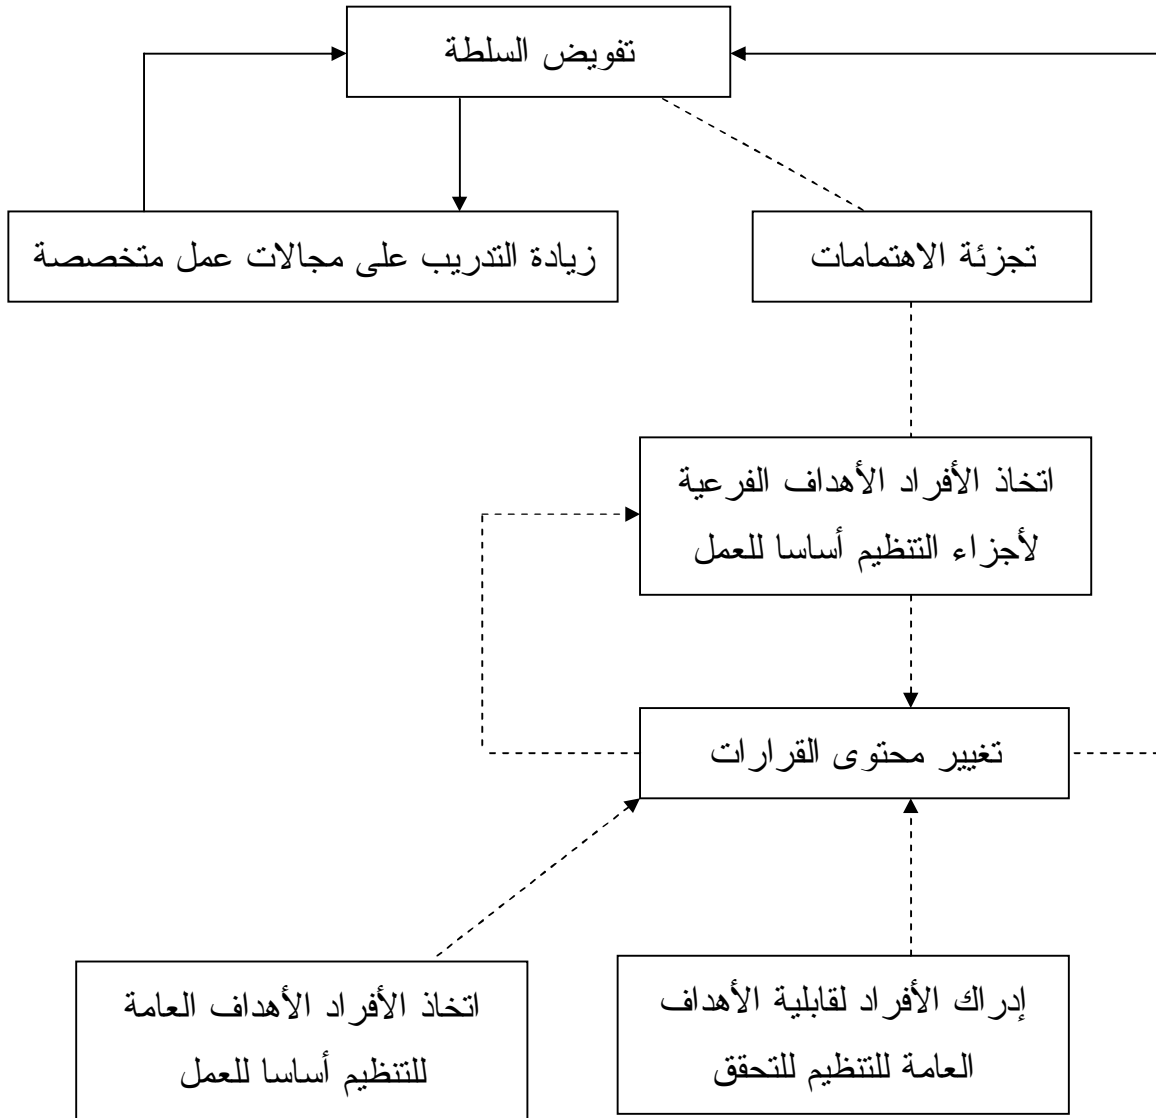 تفويض السلطة
تجزئة الاهتمامات
زيادة التدريب على مجالات عمل متخصصة
اتخاذ الأفراد الأهداف الفرعية
لأجزاء التنظيم أساسا للعمل
تغيير محتوى القرارات
إدراك الأفراد لقابلية الأهداف
العامة للتنظيم للتحقق
اتخاذ الأفراد الأهداف العامة
للتنظيم أساسا للعمل